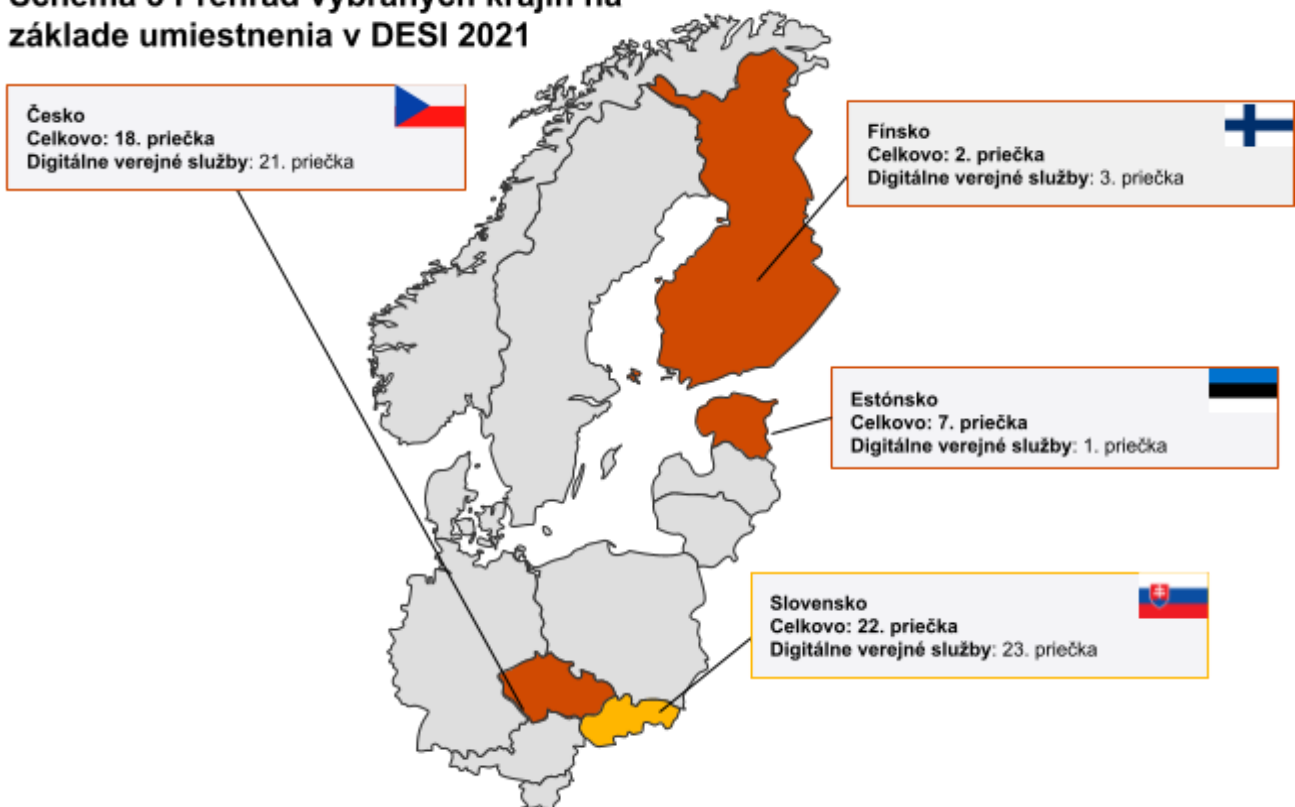 základe umiestnenia v DESI 2021
Česko
Celkovo: 18. priečka
Digitálne verejné služby: 21. priečka
Fínsko
Celkovo: 2. priečka
Digitálne verejné služby: 3. priečka
Estónsko
Celkovo: 7. priečka
Digitálne verejné služby: 1. priečka
Slovensko
Celkovo: 22. priečka
Digitálne verejné služby: 23. priečka